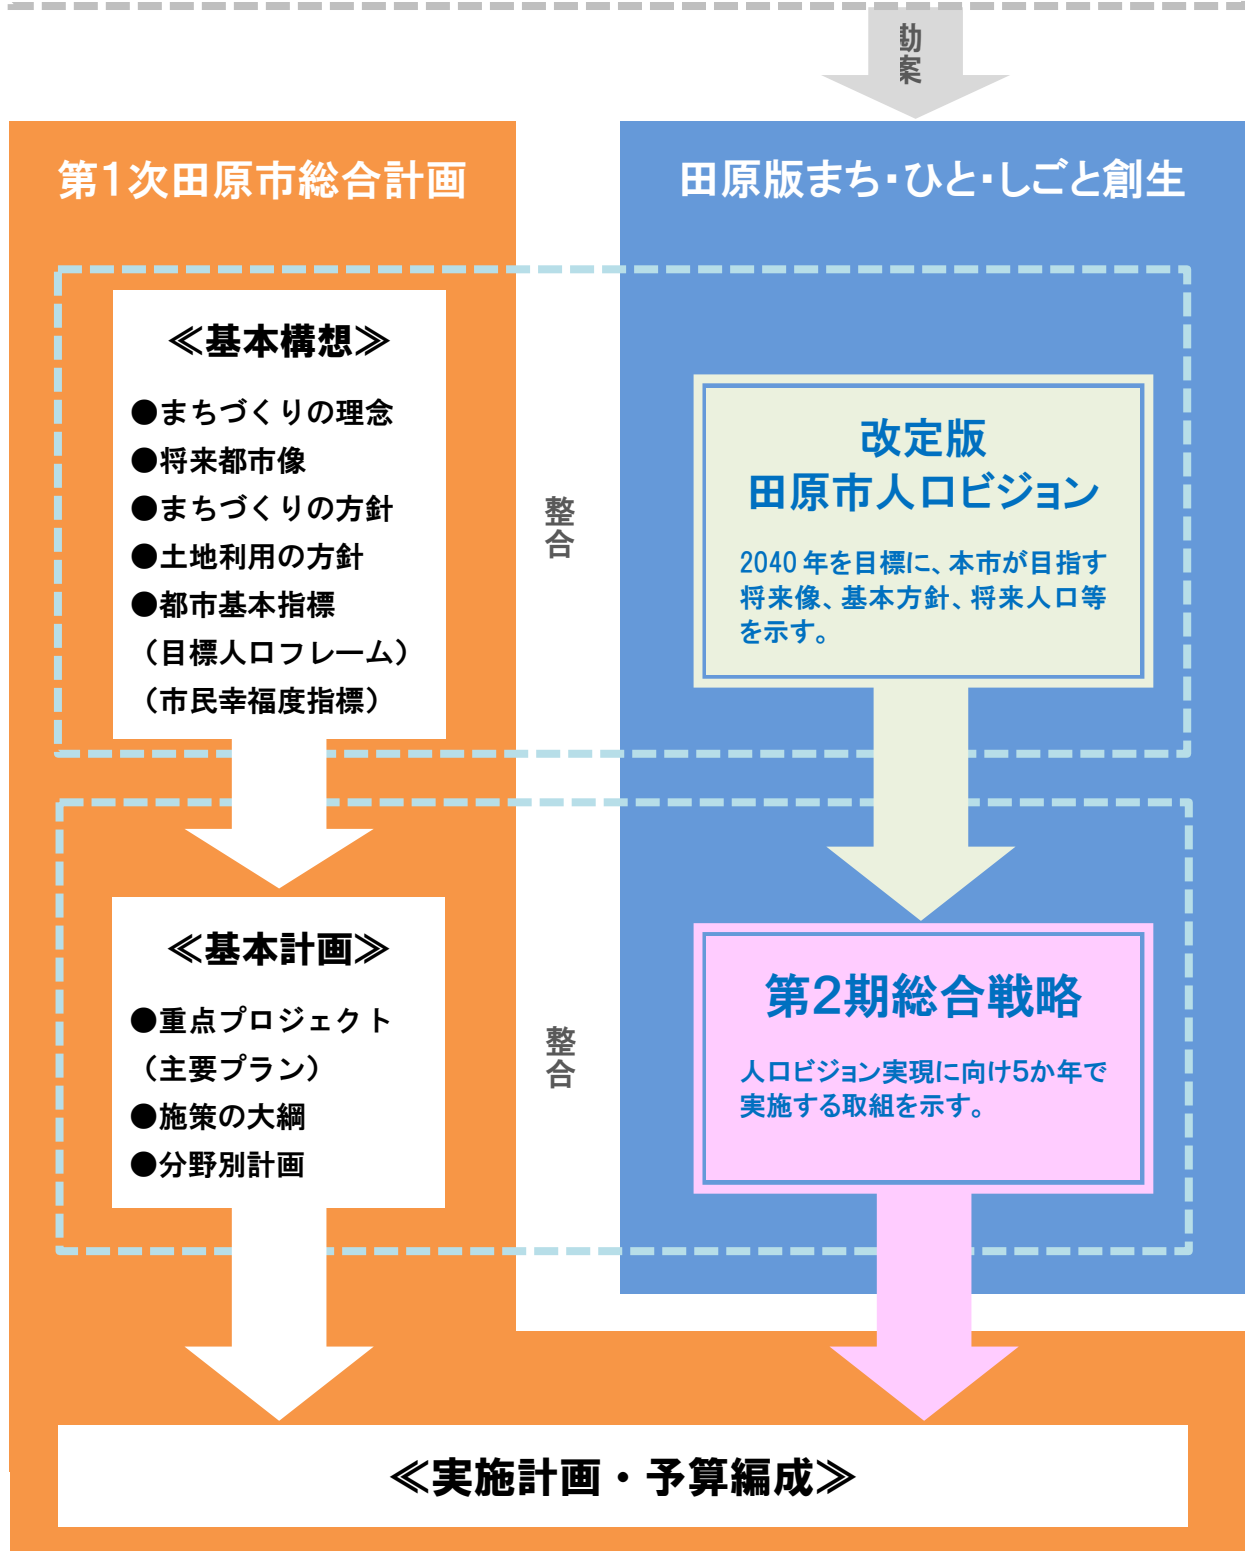 勘案
第1次田原市総合計画
≪基本構想≫
●まちづくりの理念
●将来都市像
●まちづくりの方針
●土地利用の方針
●都市基本指標
（目標人口フレーム）
（市民幸福度指標）
整合
田原版まち・ひと・しごと創生
改定版
田原市人口ビジョン
2040年を目標に、本市が目指す
将来像、基本方針、将来人口等
を示す。
≪基本計画≫
●重点プロジェクト
（主要プラン）
●施策の大綱
●分野別計画
整合
第2期総合戦略
人口ビジョン実現に向け5か年で
実施する取組を示す。
≪実施計画・予算編成≫